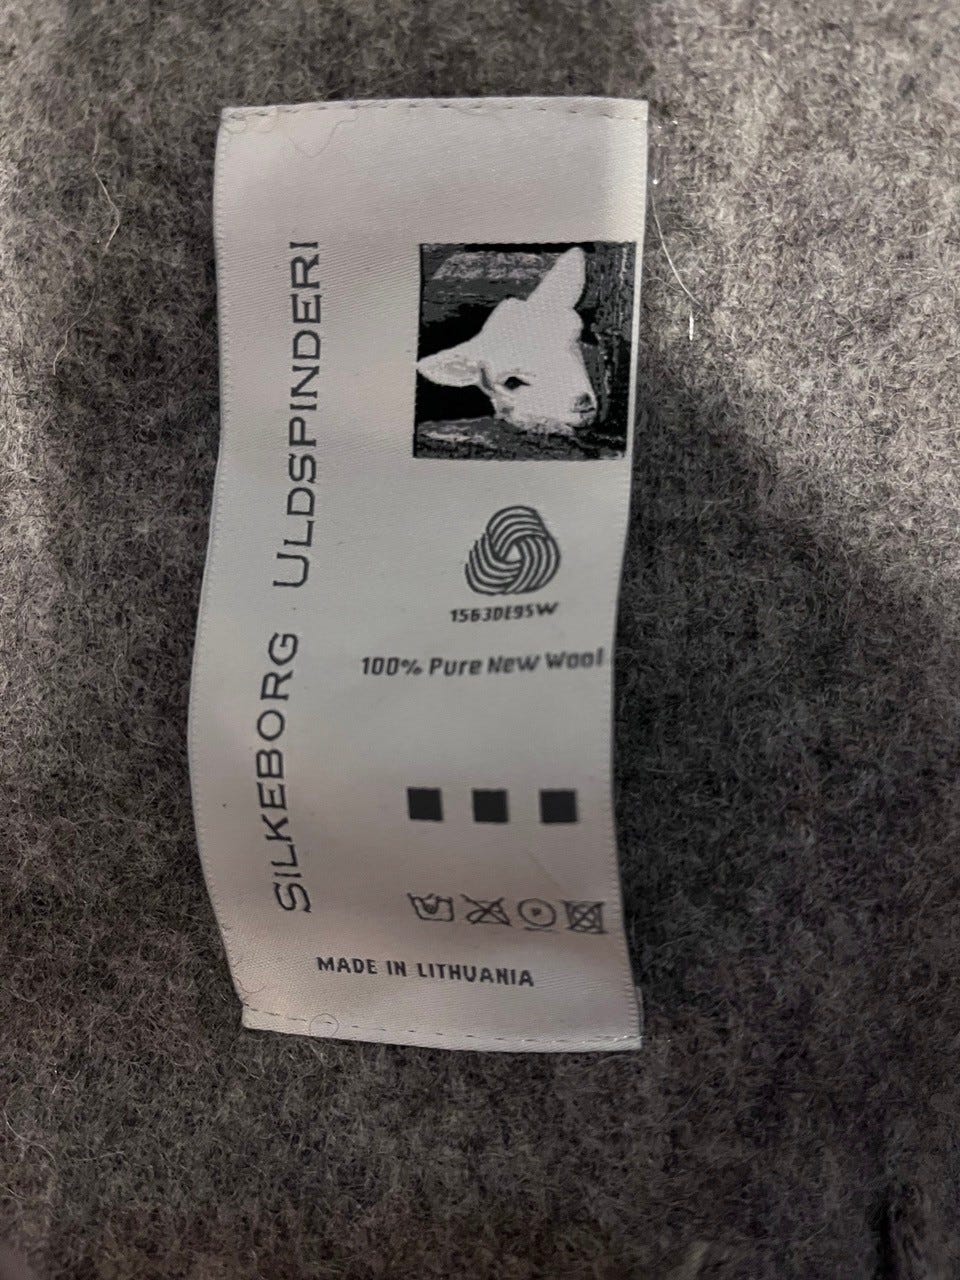 SILKEBORG ULDSPINDERI
1563DE95W
100% Pure New Wool
MADE IN LITHUANIA